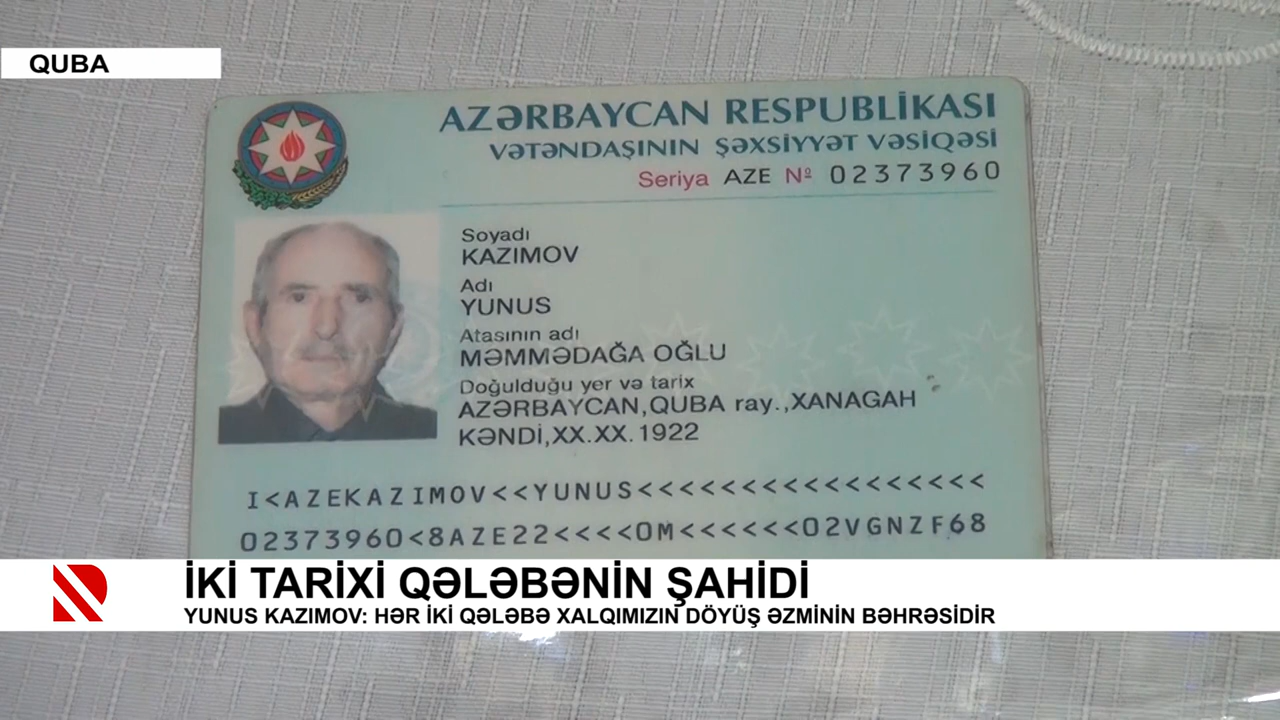 QUBA
AZƏRBAYCAN RESPUBLİKASI
VƏTƏNDAŞININ ŞƏXSİYYƏT VƏSİQƏSİ
Seriya AZE № 02373960
Soyadı
KAZIMOV
Adı
YUNUS
Atasının adı
MƏMMƏDAĞA OĞLU
Doğulduğu yer və tarix
AZƏRBAYCAN,QUBA ray.,XANAGAH
KƏNDİ,XX.XX.1922
I<AZEKAZIMOV<<YUNUS<<<<<<<<<<<<<<<<<<
02373960<8AZE22<<<<0M<<<<<<02VGNZF68
İKİ TARİXİ QƏLƏBƏNİN ŞAHİDİ
YUNUS KAZIMOV: HƏR İKİ QƏLƏBƏ XALQIMIZIN DÖYÜŞ ƏZMİNİN BƏHRƏSİDİR